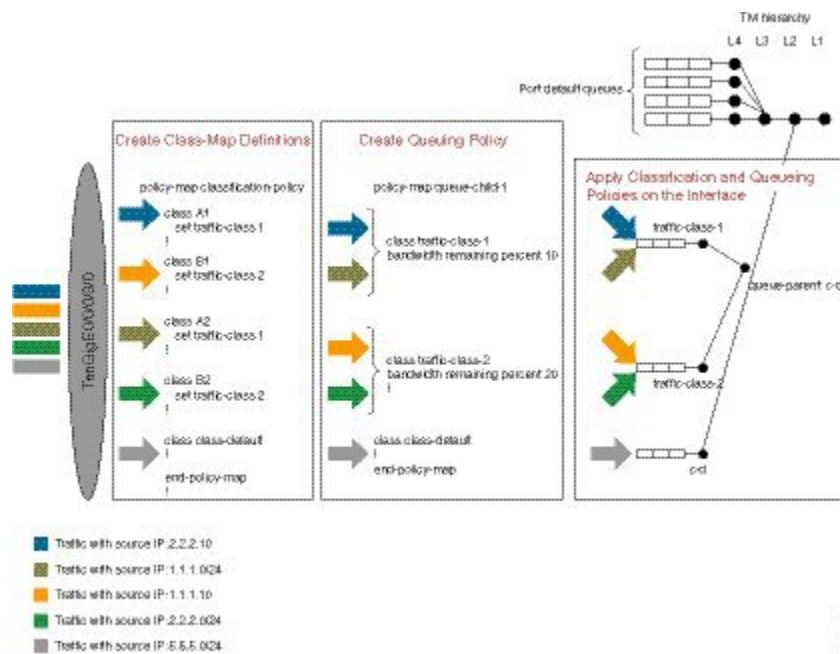 TM hierarchy
L4 L3 L2 L1
Port default queues
Create Class-Map Definitions
policy-map classification-policy
class A1
set traffic-class 1
!
class B1
set traffic-class 2
!
class A2
set traffic-class 1
!
class B2
set traffic-class 2
!
class class-default
!
end-policy-map
!
Create Queuing Policy
policy-map queue-child-1
class traffic-class-1
bandwidth remaining percent 10
class traffic-class-2
bandwidth remaining percent 20
!
class class-default
!
end-policy-map
Apply Classification and Queueing
Policies on the Interface
traffic-class-1
queue-parent c-d
traffic-class-2
c-d
TenGigE0/0/0/3/0
Traffic with source IP:2.2.2.10
Traffic with source IP:1.1.1.0/24
Traffic with source IP:1.1.1.10
Traffic with source IP:2.2.2.0/24
Traffic with source IP:5.5.5.0/24